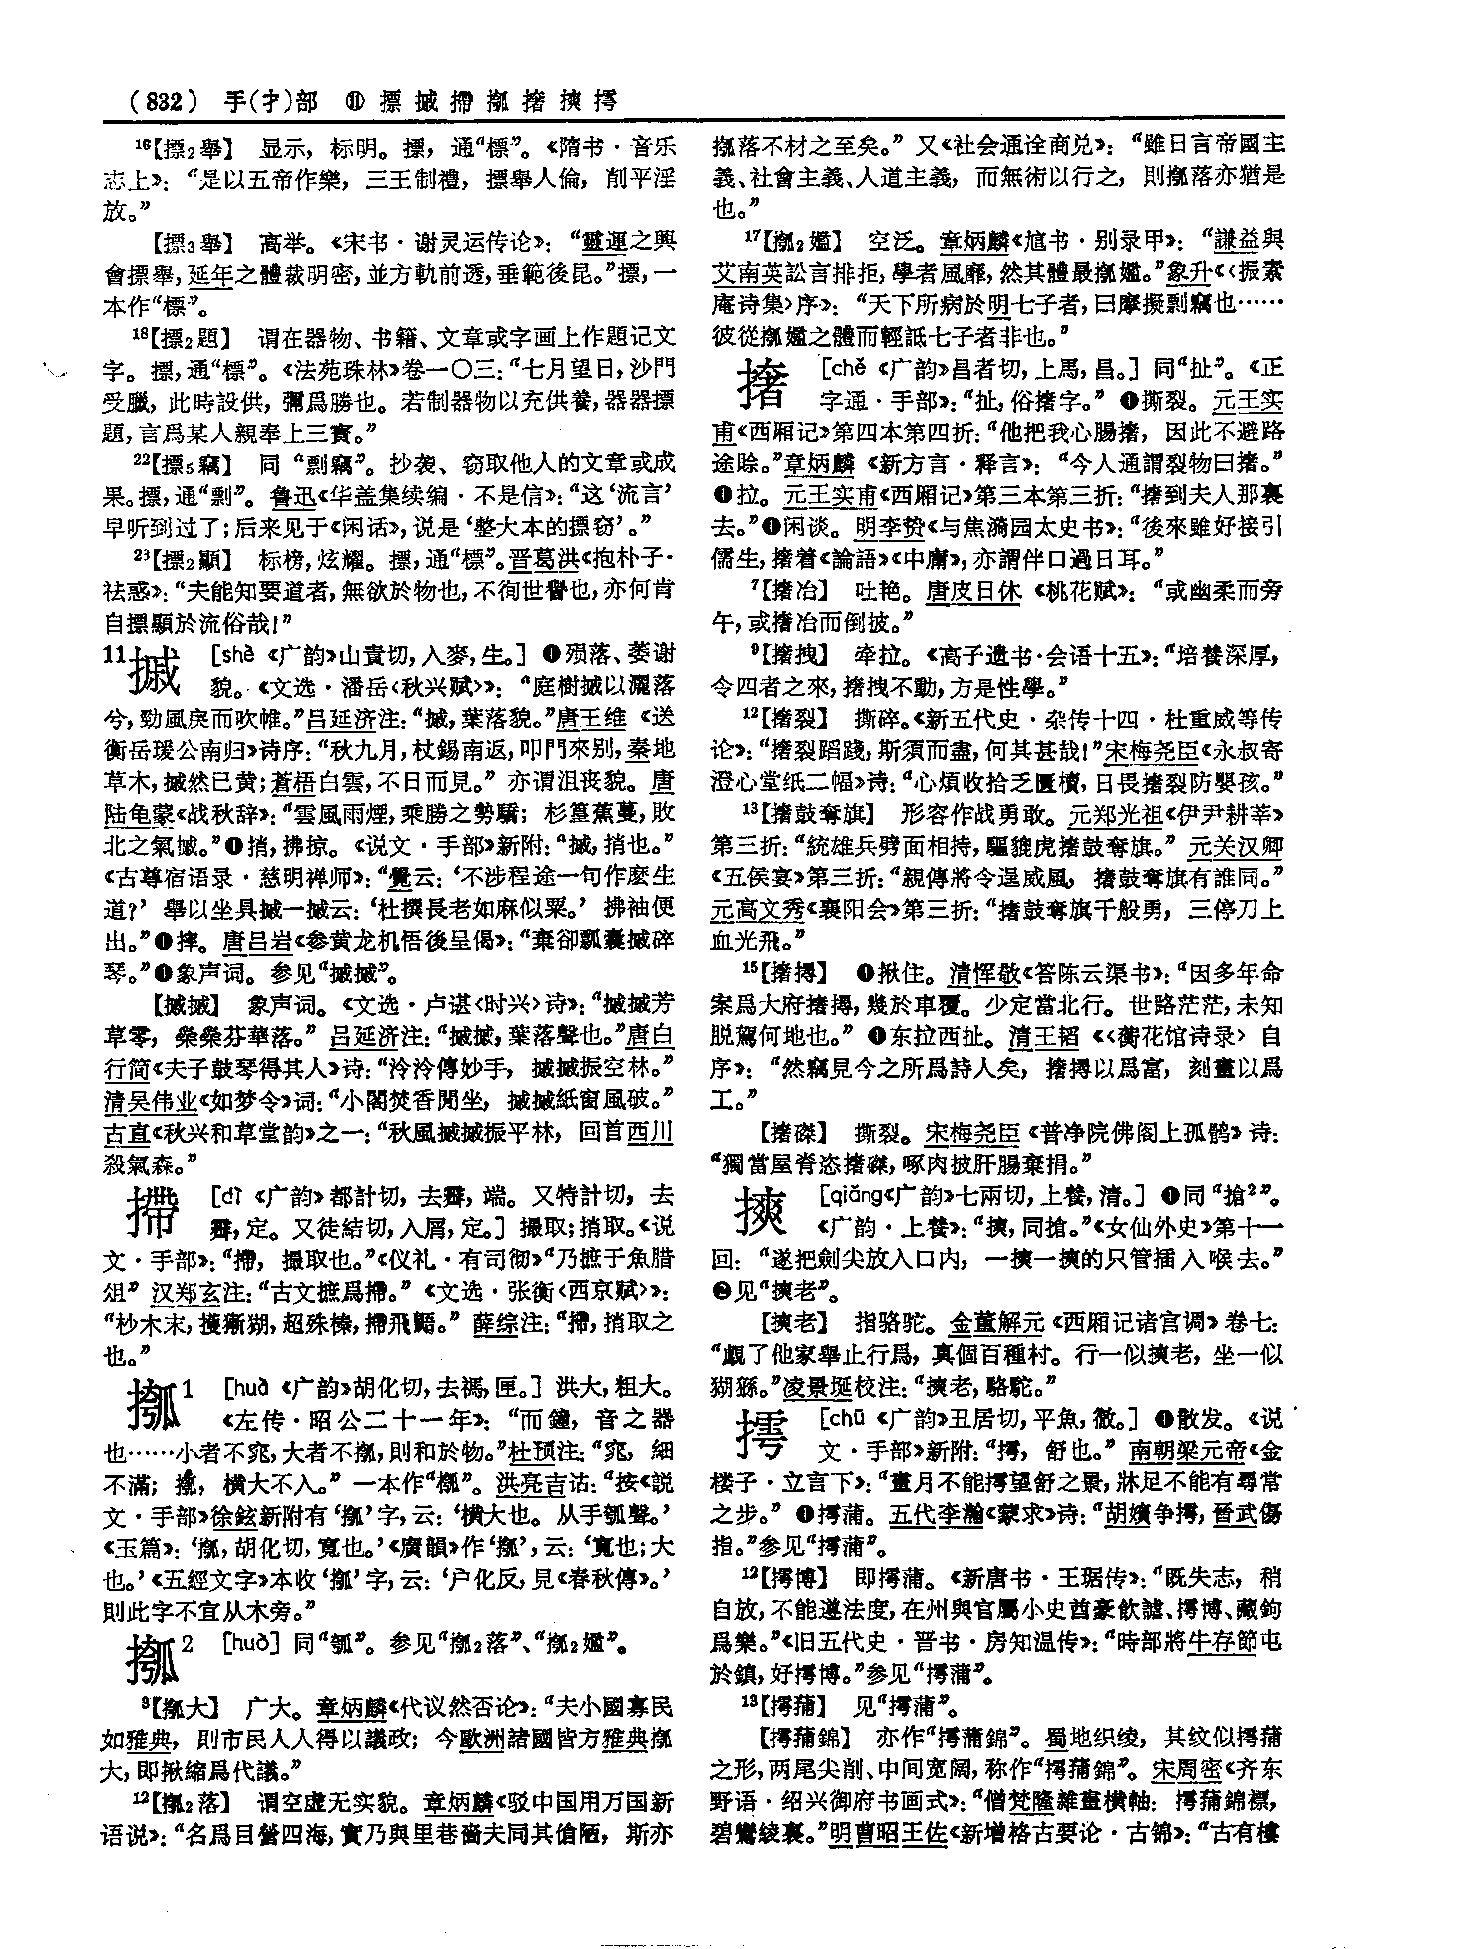 (832) 手(扌)部 ⑪ 摽 摵 摕 摦 撦 摤 摴
¹⁶【摽₂舉】 显示，标明。摽，通“標”。《隋书·音乐
志上》：“是以五帝作樂，三王制禮，摽舉人倫，削平淫
放。”
【摽₃舉】 高举。《宋书·谢灵运传论》：“靈運之興
會摽舉，延年之體裁明密，並方軌前透，垂範後昆。”摽，一
本作“標”。
¹⁸【摽₂題】 谓在器物、书籍、文章或字画上作題记文
字。摽，通“標”。《法苑珠林》卷一〇三：“七月望日，沙門
受臘，此時設供，彌爲勝也。若制器物以充供養，器器摽
題，言爲某人親奉上三寳。”
²²【摽₅竊】 同“剽竊”。抄袭、窃取他人的文章或成
果。摽，通“剽”。鲁迅《华盖集续编·不是信》：“这‘流言’
早听到过了；后来见于《闲话》，说是‘整大本的摽窃’。”
²³【摽₂顯】 标榜，炫耀。摽，通“標”。晋葛洪《抱朴子·
祛惑》：“夫能知要道者，無欲於物也，不徇世譽也，亦何肯
自摽顯於流俗哉！”
11摵 [shè《广韵》山責切，入麥，生。] ❶殒落、萎谢
貌。《文选·潘岳〈秋兴赋〉》：“庭樹摵以灑落
兮，勁風戾而吹帷。”吕延济注：“摵，葉落貌。”唐王维《送
衡岳瑗公南归》诗序：“秋九月，杖錫南返，叩門來别，秦地
草木，摵然已黄；蒼梧白雲，不日而見。”亦谓沮丧貌。唐
陆龟蒙《战秋辞》：“雲風雨煙，乘勝之勢驕；杉篁蕉蔓，敗
北之氣摵。”❶捎，拂掠。《说文·手部》新附：“摵，捎也。”
《古尊宿语录·慈明禅师》：“覺云：‘不涉程途一句作麽生
道？’舉以坐具摵一摵云：‘杜撰長老如麻似粟。’拂袖便
出。”❶摔。唐吕岩《参黄龙机悟後呈偈》：“棄卻瓢囊摵碎
琴。”❶象声词。参见“摵摵”。
【摵摵】 象声词。《文选·卢谌〈时兴〉诗》：“摵摵芳
草零，橤橤芬華落。”吕延济注：“摵摵，葉落聲也。”唐白
行简《夫子鼓琴得其人》诗：“泠泠傳妙手，摵摵振空林。”
清吴伟业《如梦令》词：“小閣焚香閒坐，摵摵紙窗風破。”
古直《秋兴和草堂韵》之一：“秋風摵摵振平林，回首西川
殺氣森。”
摕 [dì《广韵》都計切，去霽，端。又特計切，去
霽，定。又徒結切，入屑，定。] 撮取；捎取。《说
文·手部》：“摕，撮取也。”《仪礼·有司彻》“乃摭于魚腊
俎”汉郑玄注：“古文摭爲摕。”《文选·张衡〈西京赋〉》：
“杪木末，擭獑猢，超殊榛，摕飛鼯。”薛综注：“摕，捎取之
也。”
摦1 [huà《广韵》胡化切，去禡，匣。] 洪大，粗大。
《左传·昭公二十一年》：“而鐘，音之器
也……小者不窕，大者不摦，則和於物。”杜预注：“窕，細
不滿；摦，横大不入。”一本作“槬”。洪亮吉诂：“按《説
文·手部》徐鉉新附有‘摦’字，云：‘横大也。从手瓠聲。’
《玉篇》：‘摦，胡化切，寬也。’《廣韻》作‘摦’，云：‘寬也；大
也。’《五經文字》本收‘摦’字，云：‘户化反，見《春秋傳》。’
則此字不宜从木旁。”
摦2 [huò] 同“瓠”。参见“摦₂落”、“摦₂㜲”。
³【摦大】 广大。章炳麟《代议然否论》：“夫小國寡民
如雅典，則市民人人得以議政；今歐洲諸國皆方雅典摦
大，即揪縮爲代議。”
¹²【摦₂落】 谓空虚无实貌。章炳麟《驳中国用万国新
语说》：“名爲目營四海，實乃與里巷嗇夫同其偷陋，斯亦
摦落不材之至矣。”又《社会通诠商兑》：“雖日言帝國主
義、社會主義、人道主義，而無術以行之，則摦落亦猶是
也。”
¹⁷【摦₂㜲】 空泛。章炳麟《訄书·别录甲》：“謙益與
艾南英訟言排拒，學者風靡，然其體最摦㜲。”象升《〈振素
庵诗集〉序》：“天下所病於明七子者，曰摩擬剽竊也……
彼從摦㜲之體而輕詆七子者非也。”
撦 [chě《广韵》昌者切，上馬，昌。] 同“扯”。《正
字通·手部》：“扯，俗撦字。”❶撕裂。元王实
甫《西厢记》第四本第四折：“他把我心腸撦，因此不避路
途賒。”章炳麟《新方言·释言》：“今人通謂裂物曰撦。”
❶拉。元王实甫《西厢记》第三本第三折：“撦到夫人那裏
去。”❶闲谈。明李贽《与焦漪园太史书》：“後來雖好接引
儒生，撦着《論語》《中庸》，亦謂伴口過日耳。”
⁷【撦冶】 吐艳。唐皮日休《桃花赋》：“或幽柔而旁
午，或撦冶而倒披。”
⁹【撦拽】 牵拉。《高子遗书·会语十五》：“培養深厚，
令四者之來，撦拽不動，方是性學。”
¹²【撦裂】 撕碎。《新五代史·杂传十四·杜重威等传
论》：“撦裂蹈踐，斯須而盡，何其甚哉！”宋梅尧臣《永叔寄
澄心堂纸二幅》诗：“心煩收拾乏匱櫝，日畏撦裂防嬰孩。”
¹³【撦鼓奪旗】 形容作战勇敢。元郑光祖《伊尹耕莘》
第三折：“統雄兵劈面相持，驅貔虎撦鼓奪旗。”元关汉卿
《五侯宴》第三折：“親傳將令逞威風，撦鼓奪旗有誰同。”
元高文秀《襄阳会》第三折：“撦鼓奪旗千般勇，三停刀上
血光飛。”
¹⁵【撦撏】 ❶揪住。清恽敬《答陈云渠书》：“因多年命
案爲大府撦撏，幾於車覆。少定當北行。世路茫茫，未知
脱駕何地也。”❶东拉西扯。清王韬《〈蘅花馆诗录〉自
序》：“然竊見今之所爲詩人矣，撦撏以爲富，刻畫以爲
工。”
【撦磔】 撕裂。宋梅尧臣《普净院佛阁上孤鹘》诗：
“獨當屋脊恣撦磔，啄肉披肝腸棄捐。”
摤 [qiǎng《广韵》七兩切，上養，清。] ❶同“搶²”。
《广韵·上養》：“摤，同搶。”《女仙外史》第十一
回：“遂把劍尖放入口内，一摤一摤的只管插入喉去。”
❷见“摤老”。
【摤老】 指骆驼。金董解元《西厢记诸宫调》卷七：
“覷了他家舉止行爲，真個百種村。行一似摤老，坐一似
猢猻。”凌景埏校注：“摤老，駱駝。”
摴 [chū《广韵》丑居切，平魚，徹。] ❶散发。《说
文·手部》新附：“摴，舒也。”南朝梁元帝《金
楼子·立言下》：“畫月不能摴望舒之景，牀足不能有尋常
之步。”❶摴蒲。五代李瀚《蒙求》诗：“胡嬪争摴，晉武傷
指。”参见“摴蒲”。
¹²【摴博】 即摴蒲。《新唐书·王琚传》：“既失志，稍
自放，不能遵法度，在州與官屬小史酋豪飲謔、摴博、藏鉤
爲樂。”《旧五代史·晋书·房知温传》：“時部將牛存節屯
於鎮，好摴博。”参见“摴蒲”。
¹³【摴蒱】 见“摴蒲”。
【摴蒱錦】 亦作“摴蒲錦”。蜀地织绫，其纹似摴蒲
之形，两尾尖削、中间宽阔，称作“摴蒱錦”。宋周密《齐东
野语·绍兴御府书画式》：“僧梵隆雜畫横軸：摴蒱錦褾，
碧鸞綾裏。”明曹昭王佐《新增格古要论·古锦》：“古有樓